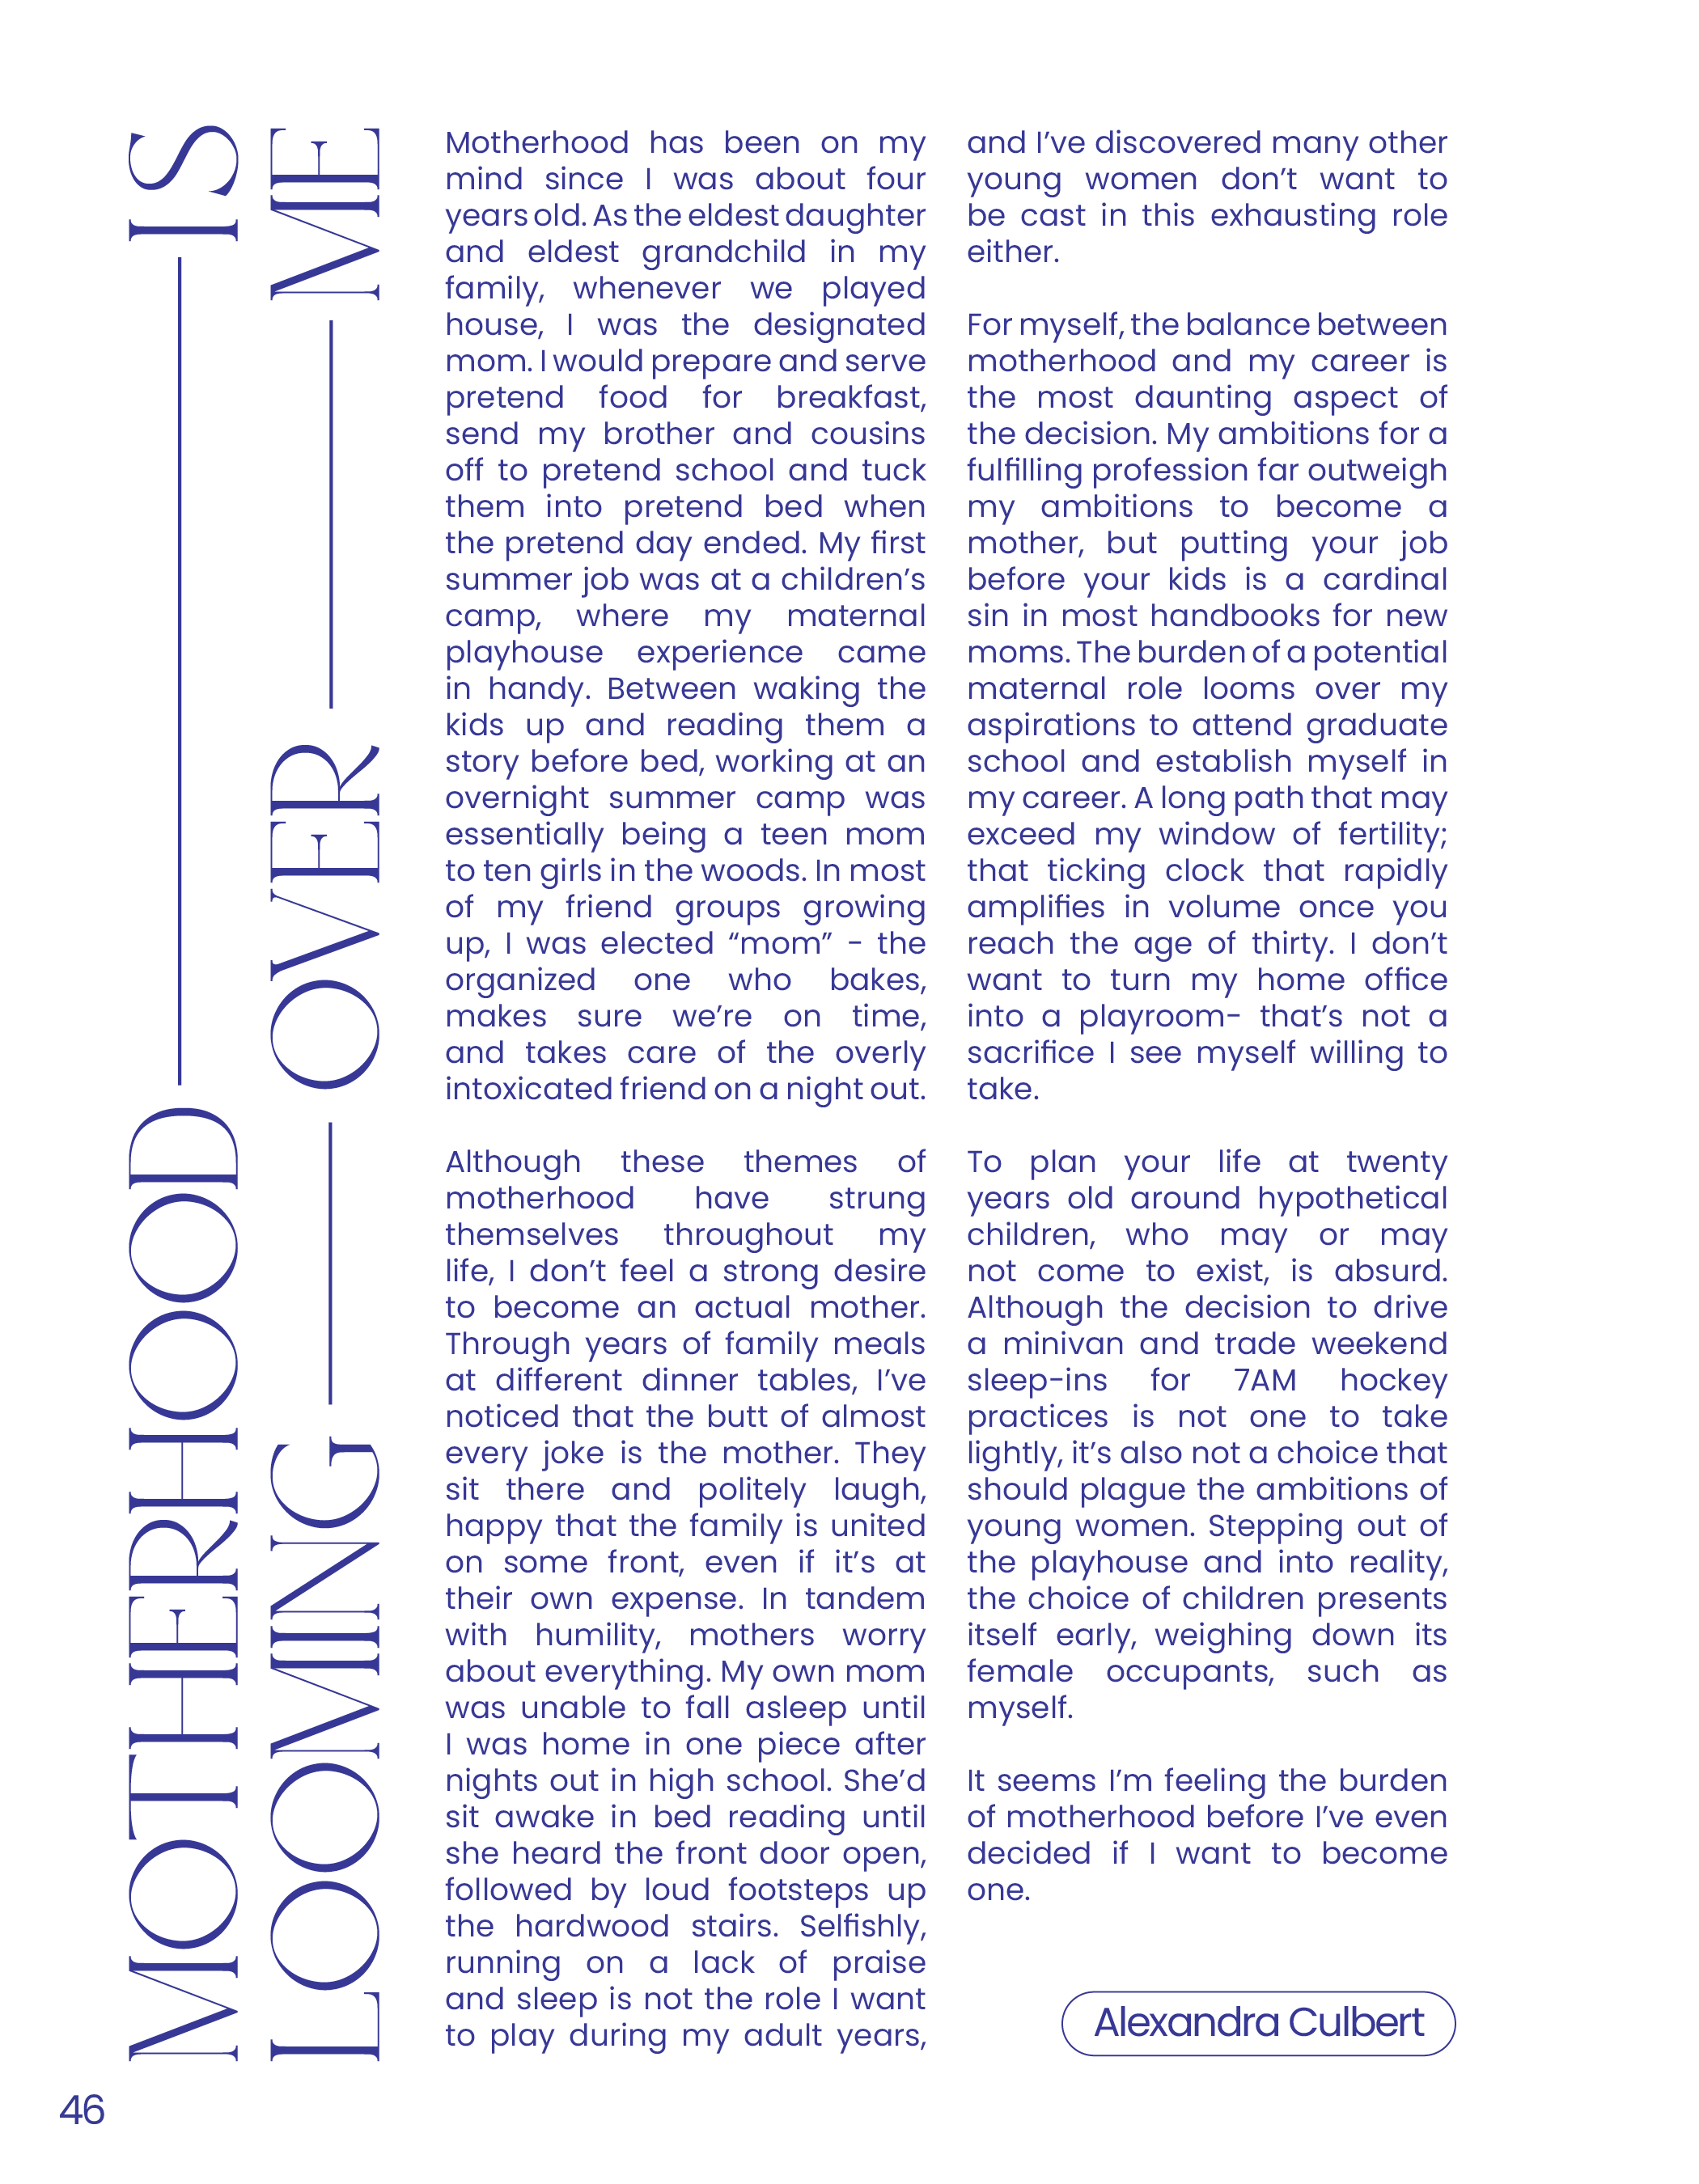 MOTHERHOOD IS
LOOMING OVER ME
Motherhood has been on my
mind since I was about four
years old. As the eldest daughter
and eldest grandchild in my
family, whenever we played
house, I was the designated
mom. I would prepare and serve
pretend food for breakfast,
send my brother and cousins
off to pretend school and tuck
them into pretend bed when
the pretend day ended. My first
summer job was at a children’s
camp, where my maternal
playhouse experience came
in handy. Between waking the
kids up and reading them a
story before bed, working at an
overnight summer camp was
essentially being a teen mom
to ten girls in the woods. In most
of my friend groups growing
up, I was elected “mom” - the
organized one who bakes,
makes sure we’re on time,
and takes care of the overly
intoxicated friend on a night out.
Although these themes of
motherhood have strung
themselves throughout my
life, I don’t feel a strong desire
to become an actual mother.
Through years of family meals
at different dinner tables, I’ve
noticed that the butt of almost
every joke is the mother. They
sit there and politely laugh,
happy that the family is united
on some front, even if it’s at
their own expense. In tandem
with humility, mothers worry
about everything. My own mom
was unable to fall asleep until
I was home in one piece after
nights out in high school. She’d
sit awake in bed reading until
she heard the front door open,
followed by loud footsteps up
the hardwood stairs. Selfishly,
running on a lack of praise
and sleep is not the role I want
to play during my adult years,
and I’ve discovered many other
young women don’t want to
be cast in this exhausting role
either.
For myself, the balance between
motherhood and my career is
the most daunting aspect of
the decision. My ambitions for a
fulfilling profession far outweigh
my ambitions to become a
mother, but putting your job
before your kids is a cardinal
sin in most handbooks for new
moms. The burden of a potential
maternal role looms over my
aspirations to attend graduate
school and establish myself in
my career. A long path that may
exceed my window of fertility;
that ticking clock that rapidly
amplifies in volume once you
reach the age of thirty. I don’t
want to turn my home office
into a playroom- that’s not a
sacrifice I see myself willing to
take.
To plan your life at twenty
years old around hypothetical
children, who may or may
not come to exist, is absurd.
Although the decision to drive
a minivan and trade weekend
sleep-ins for 7AM hockey
practices is not one to take
lightly, it’s also not a choice that
should plague the ambitions of
young women. Stepping out of
the playhouse and into reality,
the choice of children presents
itself early, weighing down its
female occupants, such as
myself.
It seems I’m feeling the burden
of motherhood before I’ve even
decided if I want to become
one.
Alexandra Culbert
46